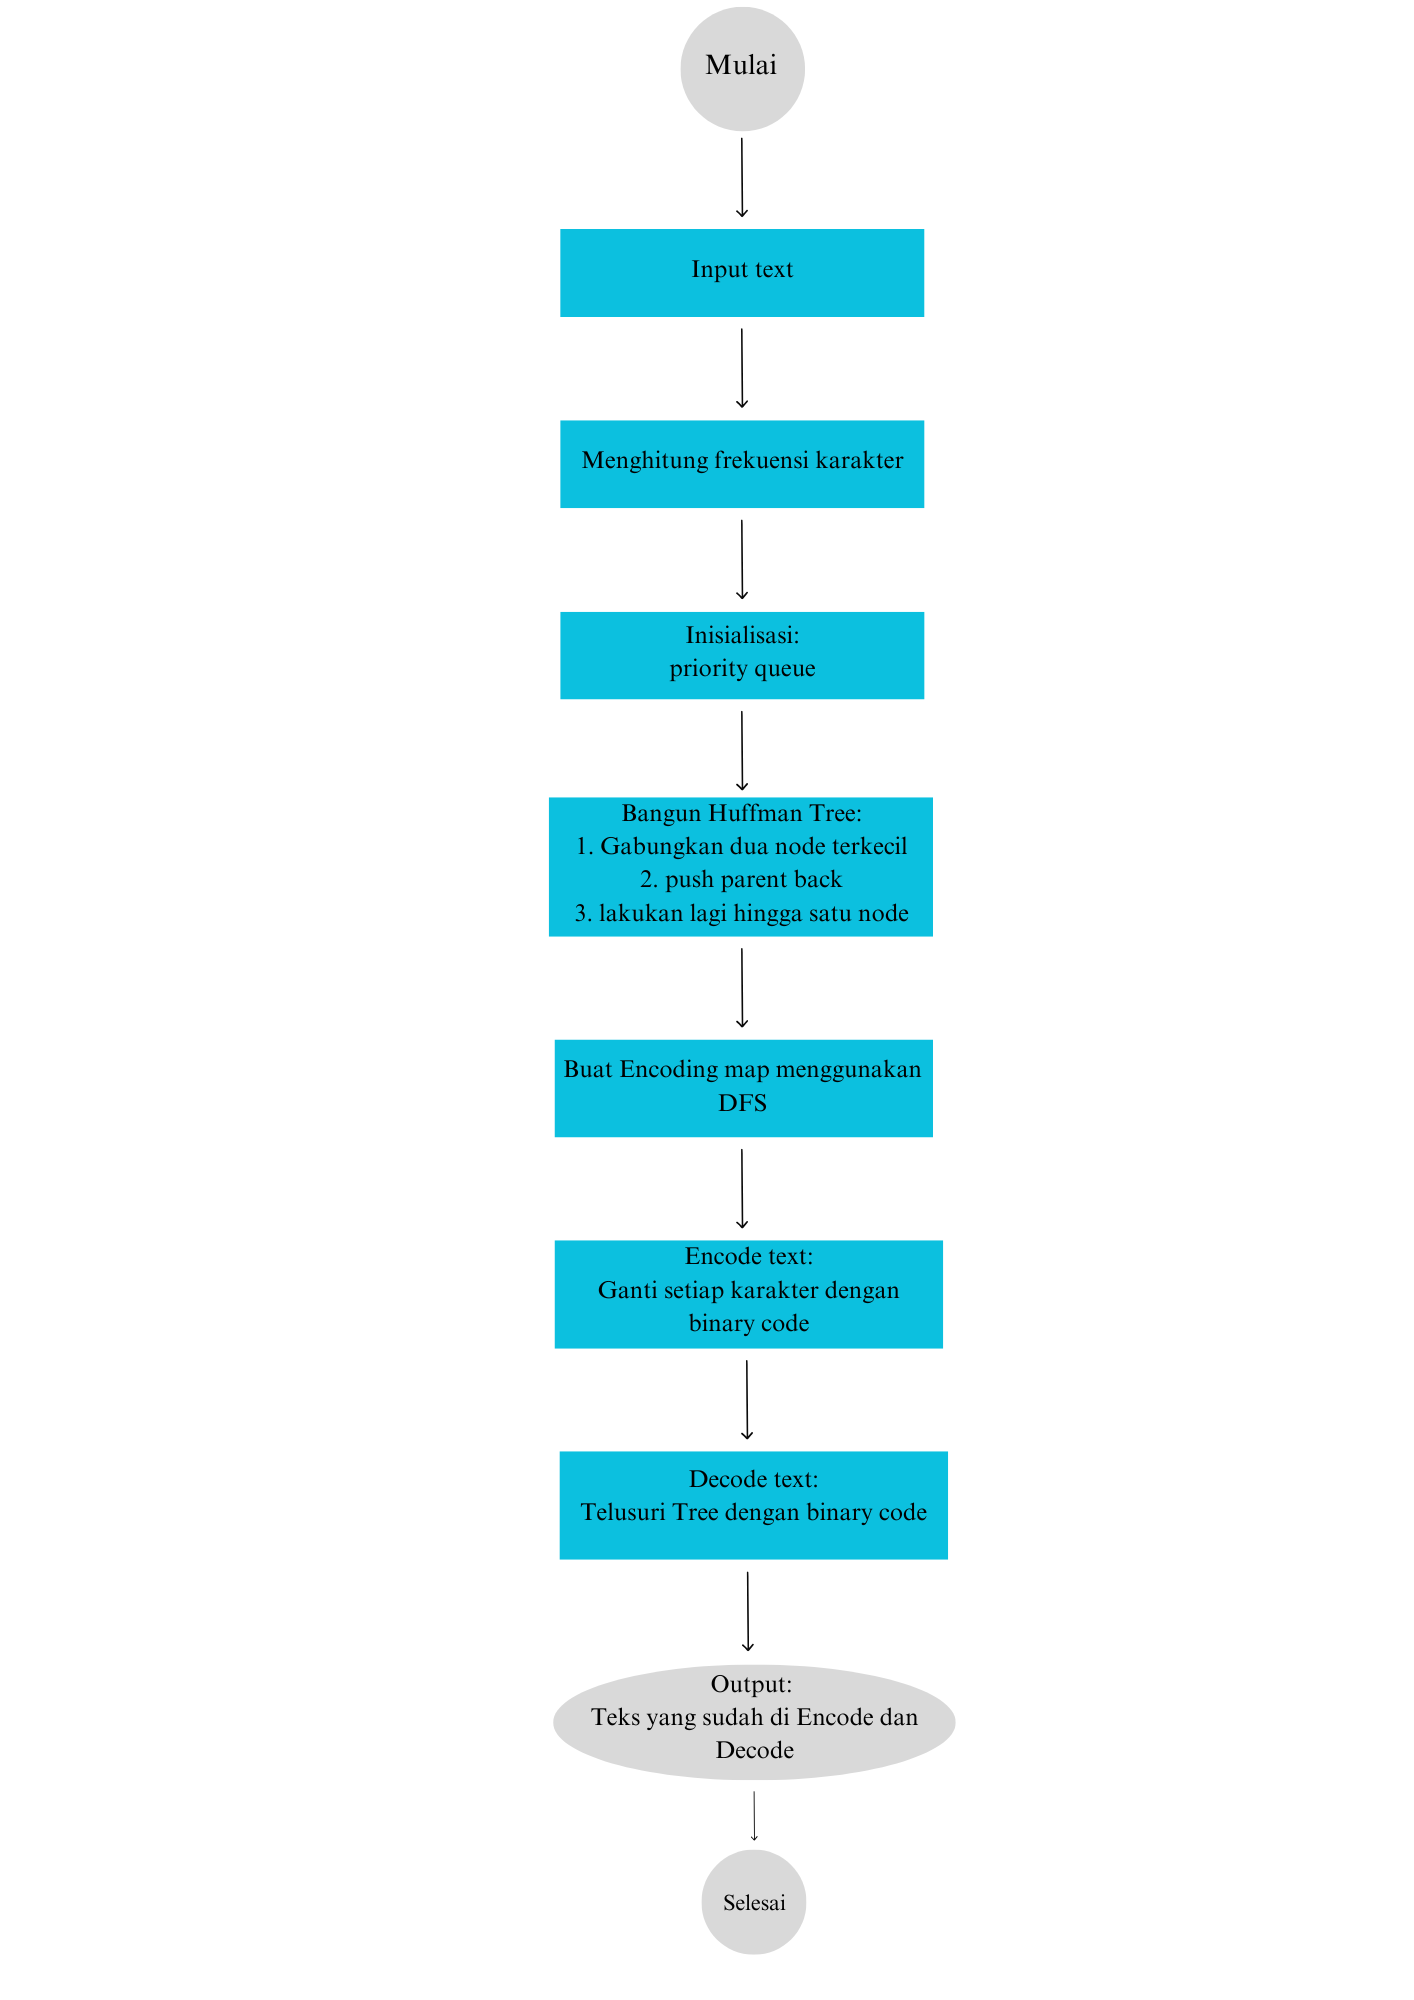 Mulai
Input text
Menghitung frekuensi karakter
Inisialisasi:
priority queue
Bangun Huffman Tree:
1. Gabungkan dua node terkecil
2. push parent back
3. lakukan lagi hingga satu node
Buat Encoding map menggunakan
DFS
Encode text:
Ganti setiap karakter dengan
binary code
Decode text:
Telusuri Tree dengan binary code
Output:
Teks yang sudah di Encode dan
Decode
Selesai